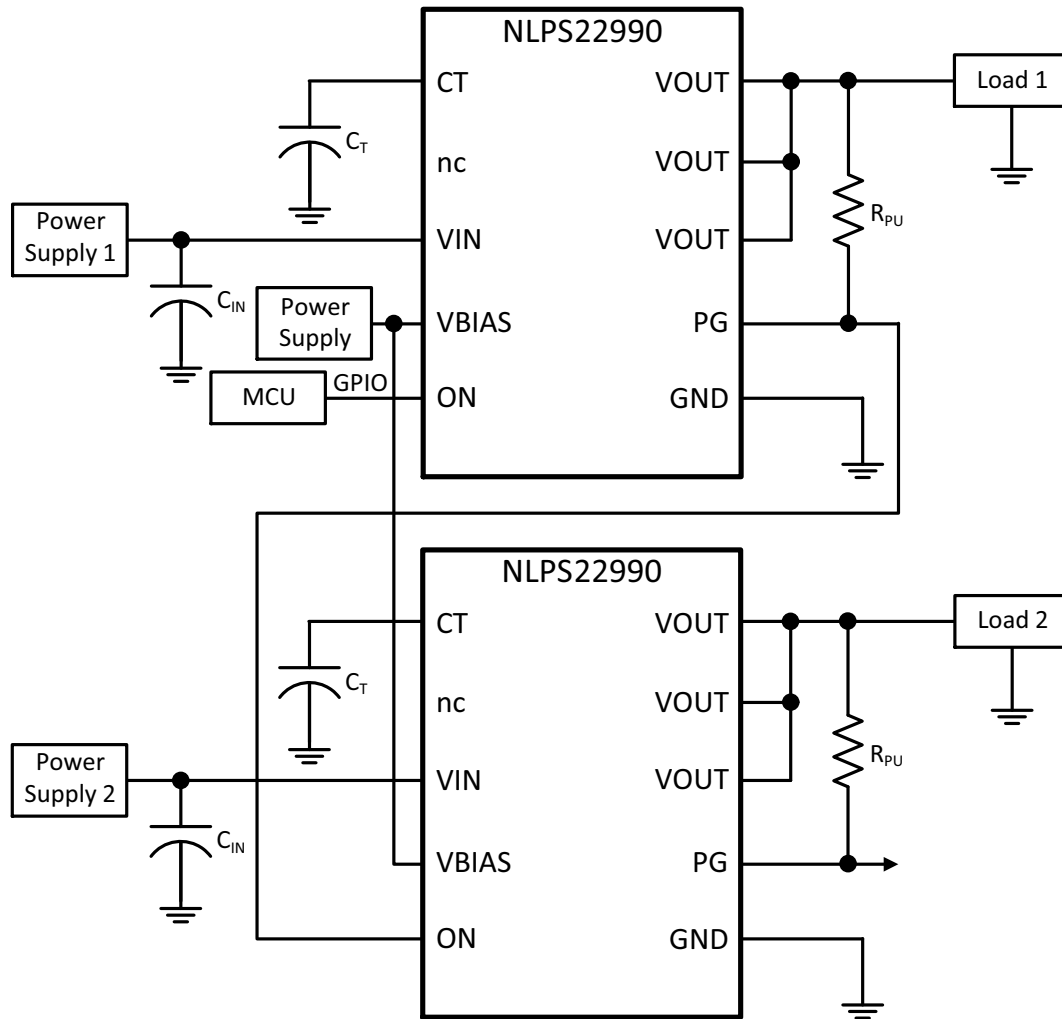 NLPS22990
CT
VOUT
Load 1
C_T
nc
VOUT
R_PU
Power
Supply 1
VIN
VOUT
C_IN
Power
Supply
VBIAS
PG
MCU
GPIO
ON
GND
NLPS22990
CT
VOUT
Load 2
C_T
nc
VOUT
R_PU
Power
Supply 2
VIN
VOUT
C_IN
VBIAS
PG
ON
GND